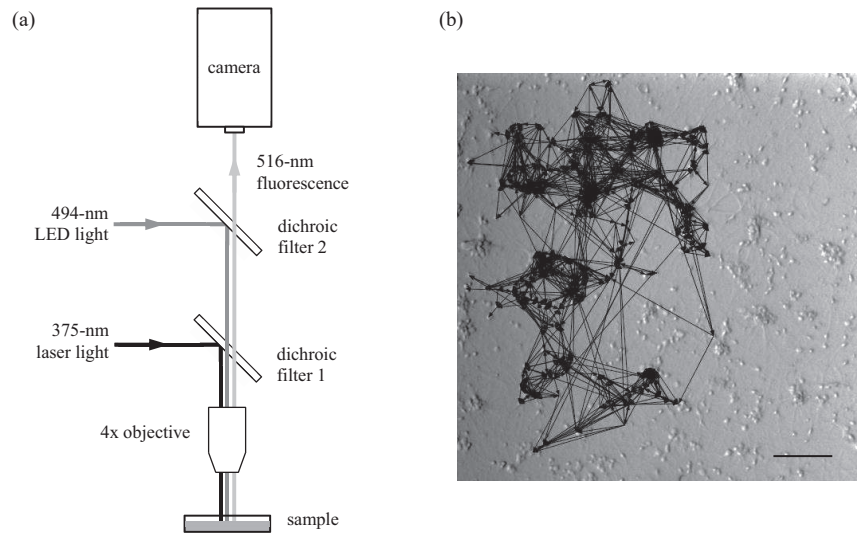 (a)
(b)
camera
516-nm
fluorescence
494-nm
LED light
dichroic
filter 2
375-nm
laser light
dichroic
filter 1
4x objective
sample